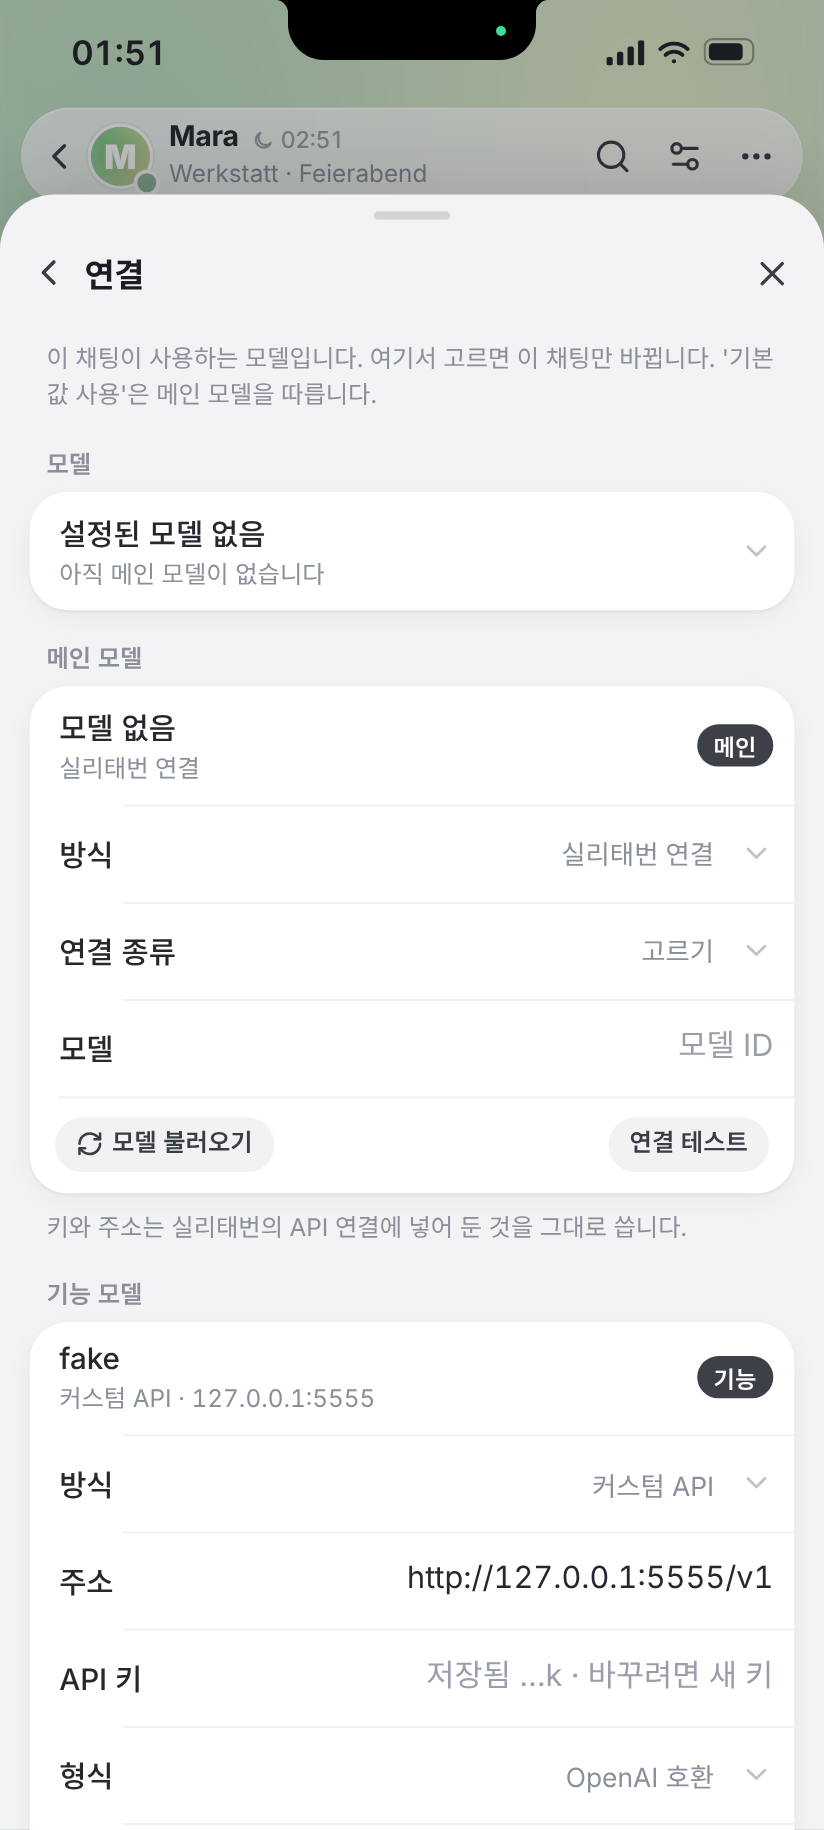 01:51
M
Mara 02:51
Werkstatt · Feierabend
연결
이 채팅이 사용하는 모델입니다. 여기서 고르면 이 채팅만 바뀝니다. '기본
값 사용'은 메인 모델을 따릅니다.
모델
설정된 모델 없음
아직 메인 모델이 없습니다
메인 모델
모델 없음
실리태번 연결
메인
방식
실리태번 연결
연결 종류
고르기
모델
모델 ID
모델 불러오기
연결 테스트
키와 주소는 실리태번의 API 연결에 넣어 둔 것을 그대로 씁니다.
기능 모델
fake
커스텀 API · 127.0.0.1:5555
기능
방식
커스텀 API
주소
http://127.0.0.1:5555/v1
API 키
저장됨 ...k · 바꾸려면 새 키
형식
OpenAI 호환